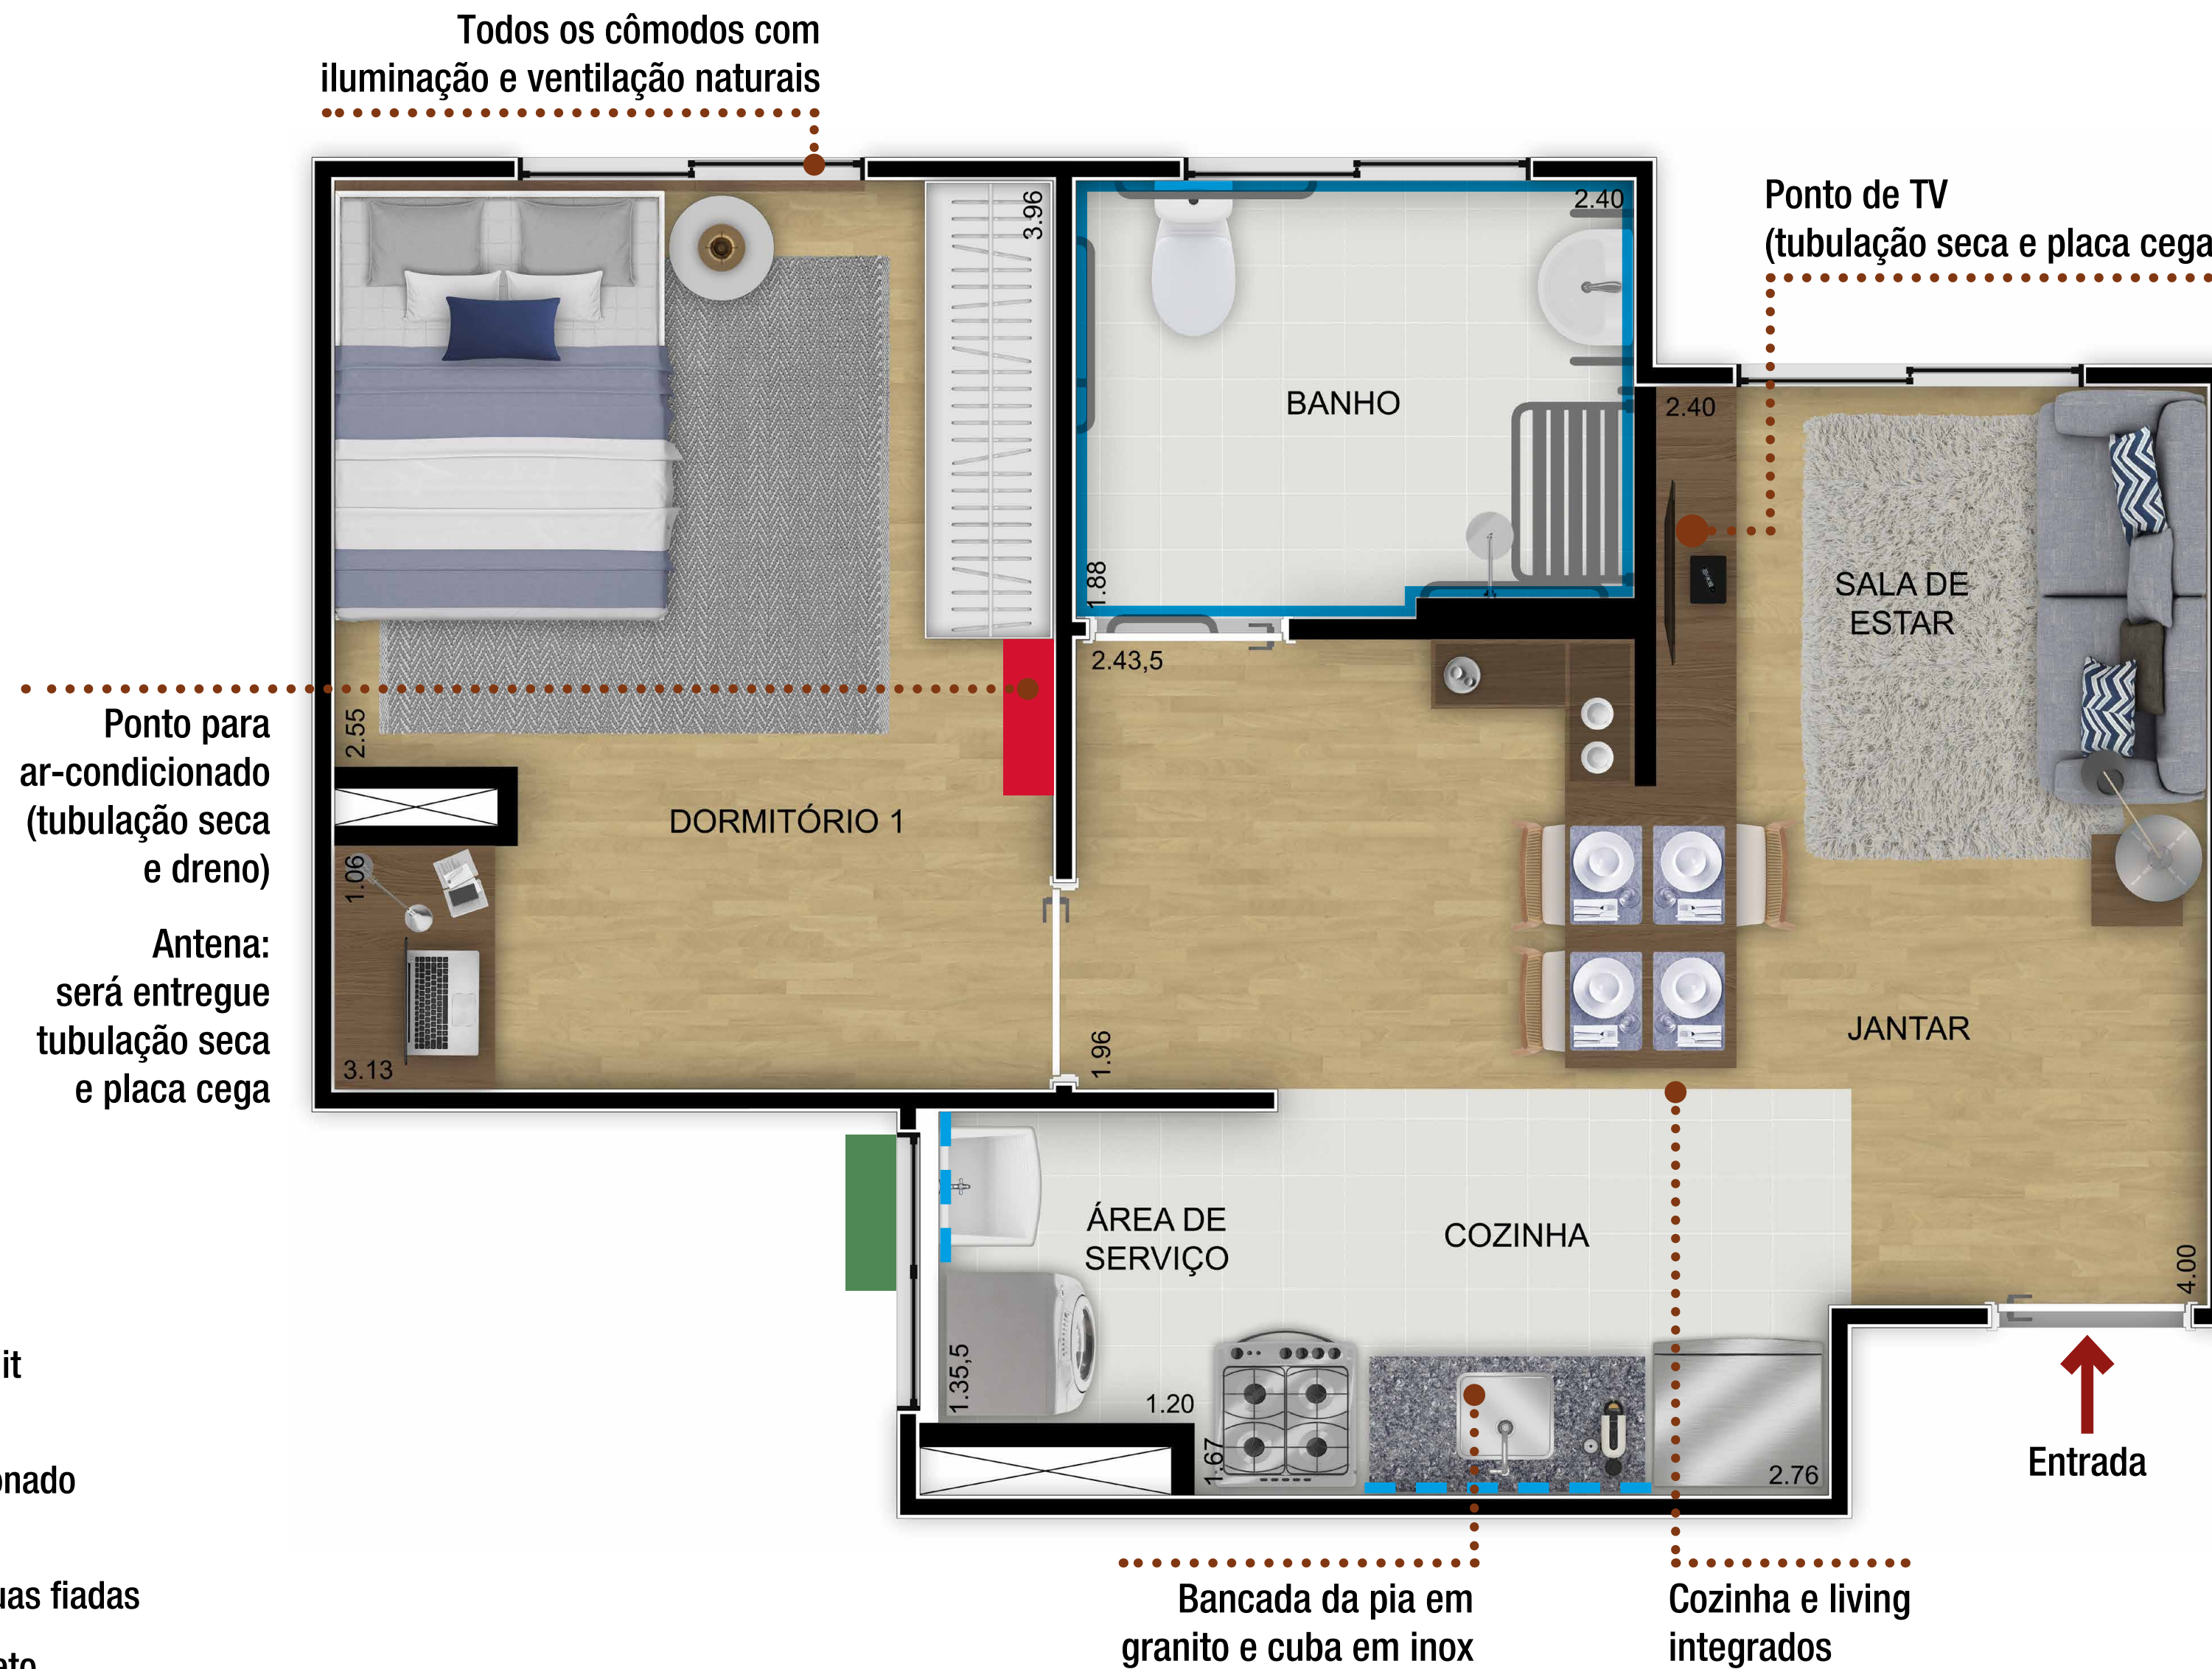 Todos os cômodos com
iluminação e ventilação naturais
Ponto de TV
(tubulação seca e placa cega
3.96
2.40
BANHO
2.40
1.88
SALA DE
ESTAR
2.43,5
Ponto para
ar-condicionado
(tubulação seca
e dreno)
2.55
DORMITÓRIO 1
1.06
Antena:
será entregue
tubulação seca
e placa cega
3.13
1.96
JANTAR
ÁREA DE
SERVIÇO
COZINHA
4.00
1.35,5
1.20
1.67
2.76
Entrada
it
onado
uas fiadas
eto
Bancada da pia em
granito e cuba em inox
Cozinha e living
integrados